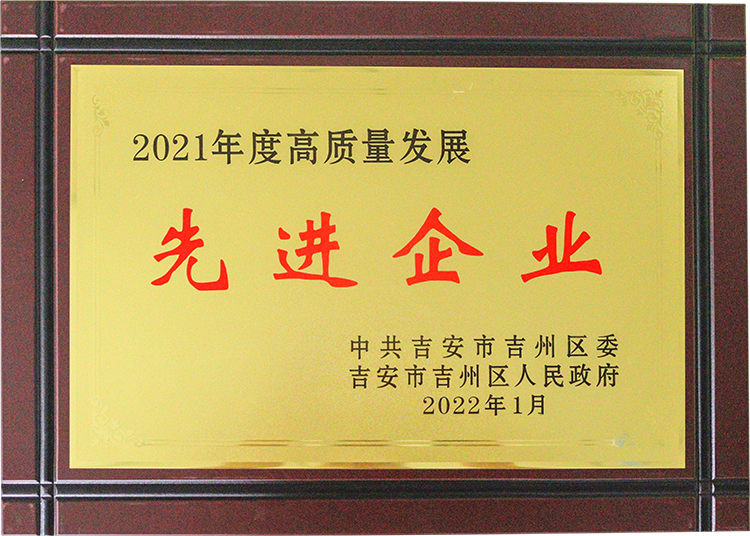 2021年度高质量发展
先进企业
中共吉安市吉州区委
吉安市吉州区人民政府
2022年1月